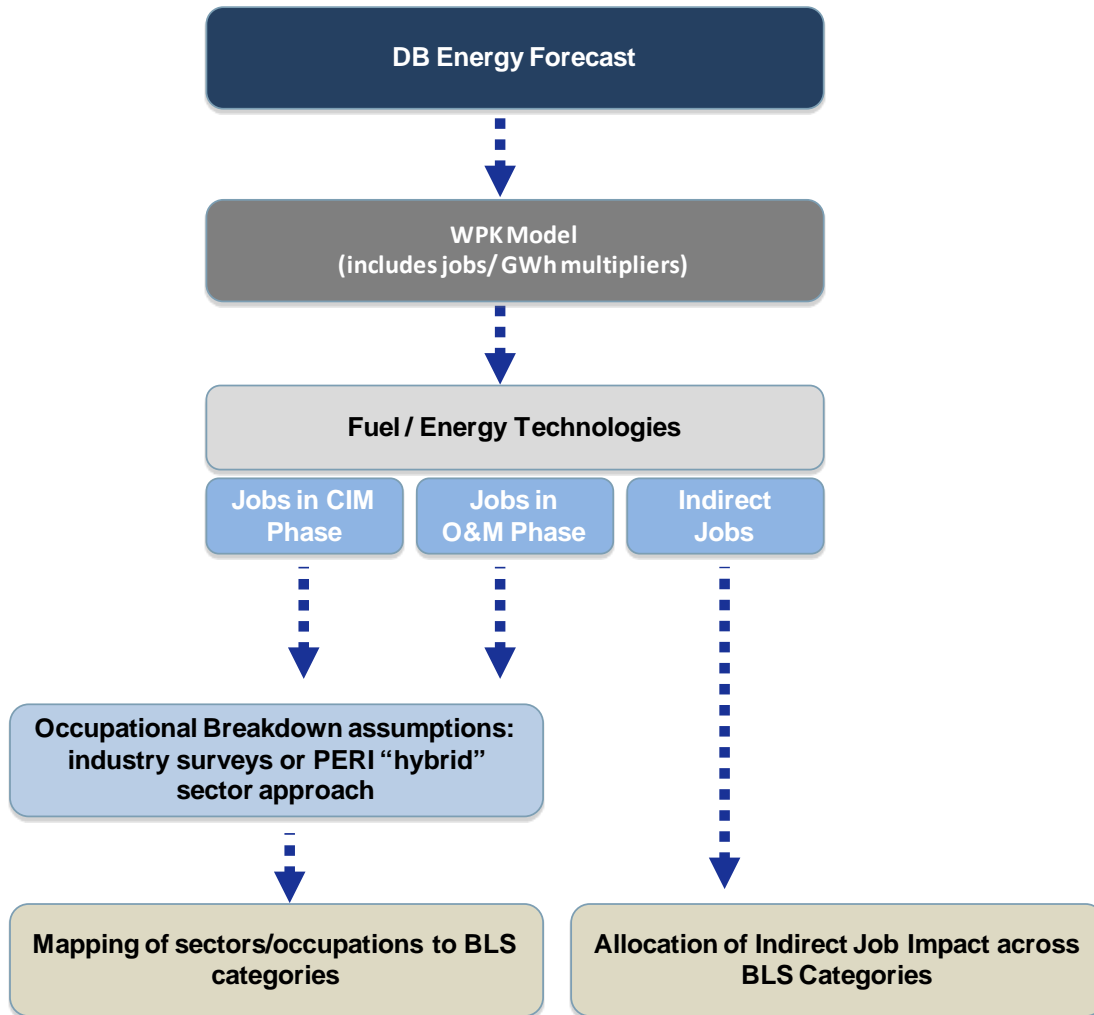 DB Energy Forecast
WPK Model
(includes jobs/ GWh multipliers)
Fuel / Energy Technologies
Jobs in CIM
Phase
Jobs in
O&M Phase
Indirect
Jobs
Occupational Breakdown assumptions:
industry surveys or PERI “hybrid”
sector approach
Mapping of sectors/occupations to BLS
categories
Allocation of Indirect Job Impact across
BLS Categories